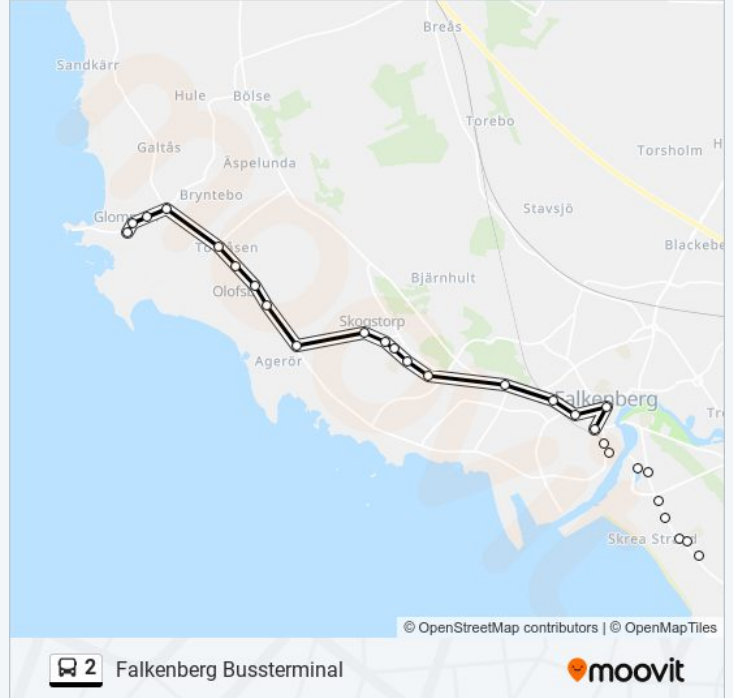 Breås
Sandkärr
Hule
Bölse
Torebo
Galtås
Torsholm
H
Äspelunda
Bryntebo
Stavsjö
Glom
Blackebe
Bjärnhult
Skogstorp
Agerör
Falkenberg
Skrea Strand
© OpenStreetMap contributors | © OpenMapTiles
2 Falkenberg Bussterminal
moovit